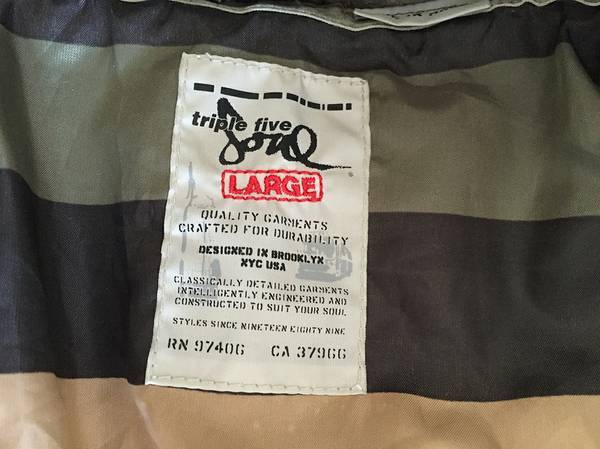 triple five
Soul
LARGE
QUALITY GARMENTS
CRAFTED FOR DURABILITY
DESIGNED IN BROOKLYN
NYC USA
CLASSICALLY DETAILED GARMENTS
INTELLIGENTLY ENGINEERED AND
CONSTRUCTED TO SUIT YOUR SOUL
STYLES SINCE NINETEEN EIGHTY NINE
RN 97406 CA 37966